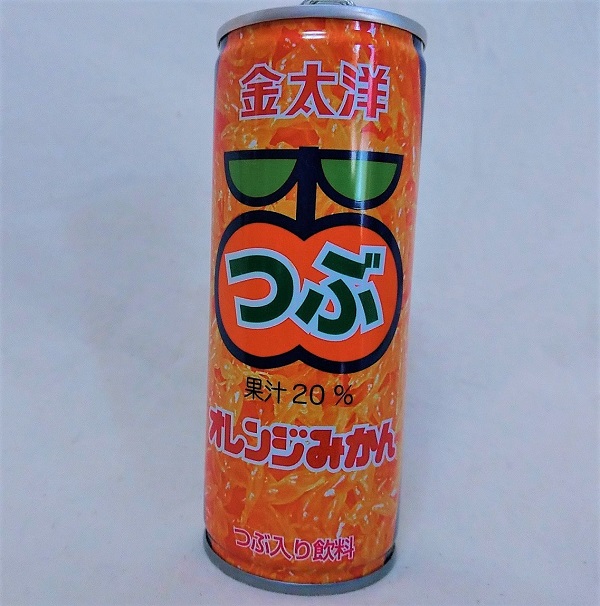 金太洋
つぶ
果汁20%
オレンジみかん
つぶ入り飲料